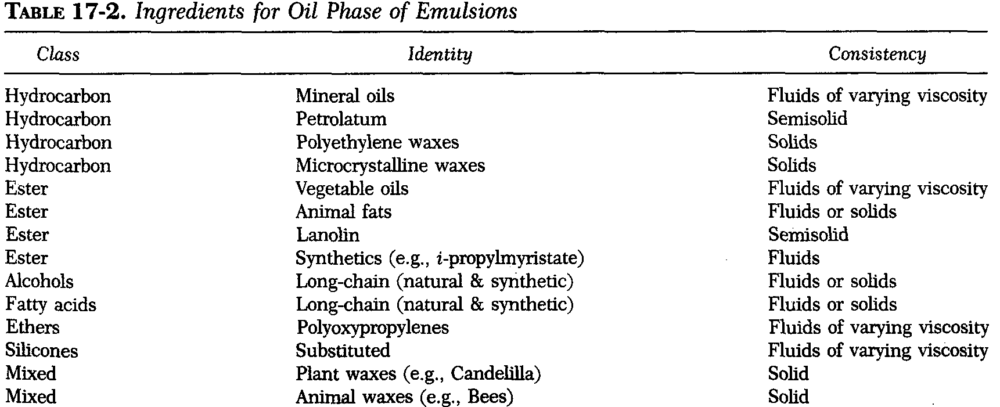 TABLE 17-2. Ingredients for Oil Phase of Emulsions
Class Identity Consistency
Hydrocarbon Mineral oils Fluids of varying viscosity
Hydrocarbon Petrolatum Semisolid
Hydrocarbon Polyethylene waxes Solids
Hydrocarbon Microcrystalline waxes Solids
Ester Vegetable oils Fluids of varying viscosity
Ester Animal fats Fluids or solids
Ester Lanolin Semisolid
Ester Synthetics (e.g., i-propylmyristate) Fluids
Alcohols Long-chain (natural & synthetic) Fluids or solids
Fatty acids Long-chain (natural & synthetic) Fluids or solids
Ethers Polyoxypropylenes Fluids of varying viscosity
Silicones Substituted Fluids of varying viscosity
Mixed Plant waxes (e.g., Candelilla) Solid
Mixed Animal waxes (e.g., Bees) Solid